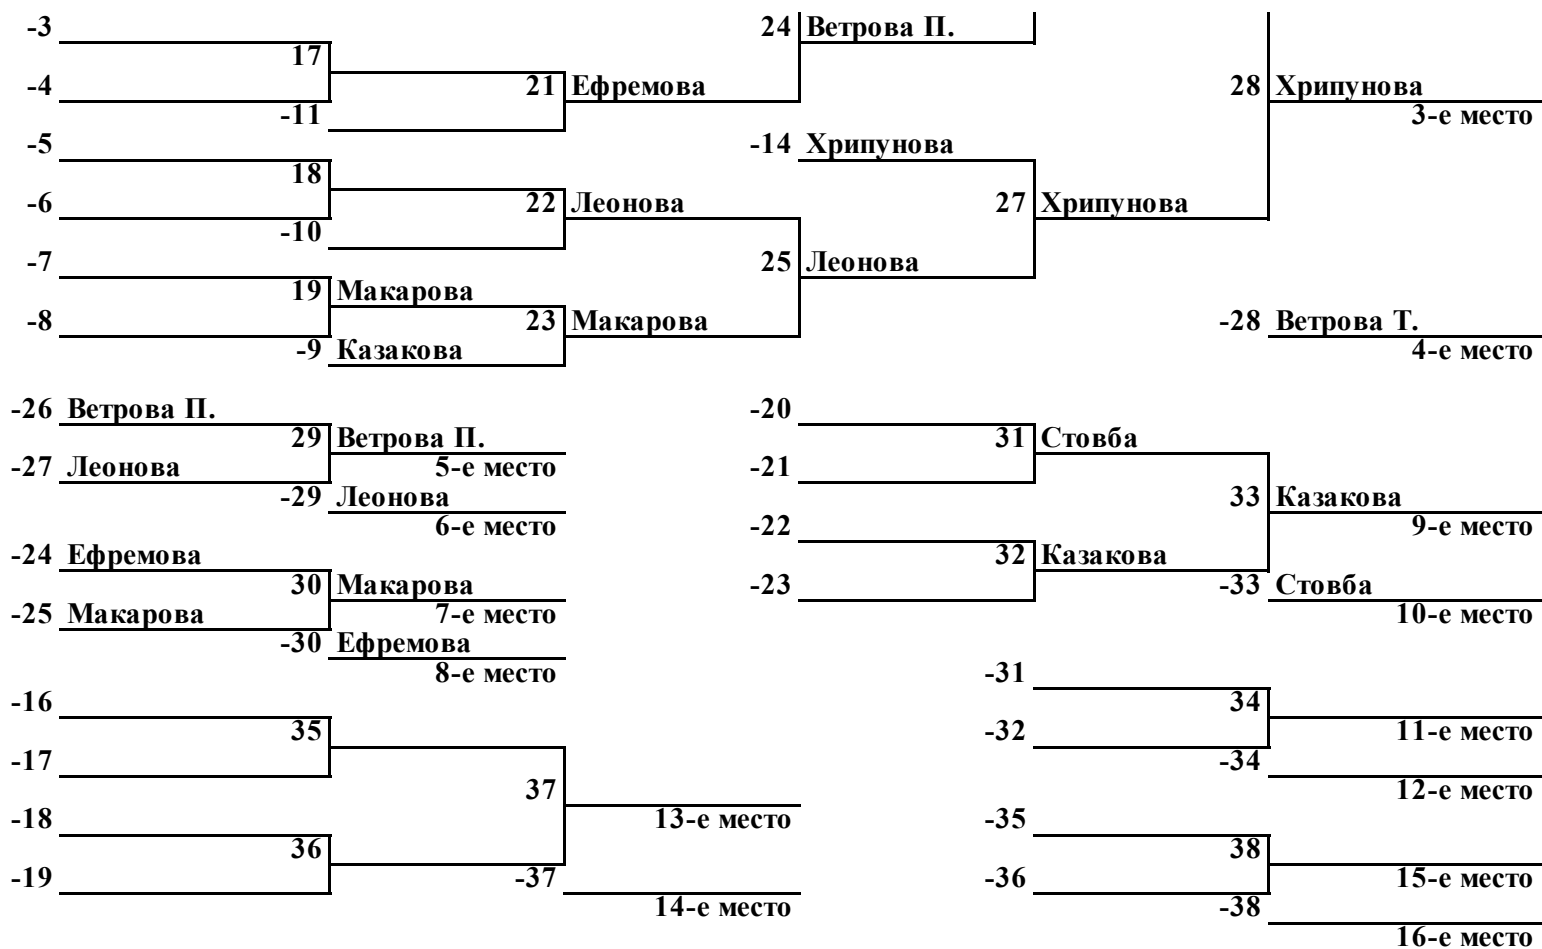 -3 24 Ветрова П.
17
-4 21 Ефремова 28 Хрипунова
-11 3-е место
-5 -14 Хрипунова
18
-6 22 Леонова 27 Хрипунова
-10
-7 25 Леонова
19 Макарова
-8 23 Макарова -28 Ветрова Т.
-9 Казакова 4-е место
-26 Ветрова П. -20
29 Ветрова П. 31 Стовба
-27 Леонова 5-е место -21
-29 Леонова 33 Казакова
6-е место -22 9-е место
-24 Ефремова 32 Казакова
30 Макарова -23 -33 Стовба
-25 Макарова 7-е место 10-е место
-30 Ефремова
8-е место -31
-16 34
35 -32 11-е место
-17 -34
37 12-е место
-18 13-е место -35
36 38
-19 -37 -36 15-е место
14-е место -38
16-е место